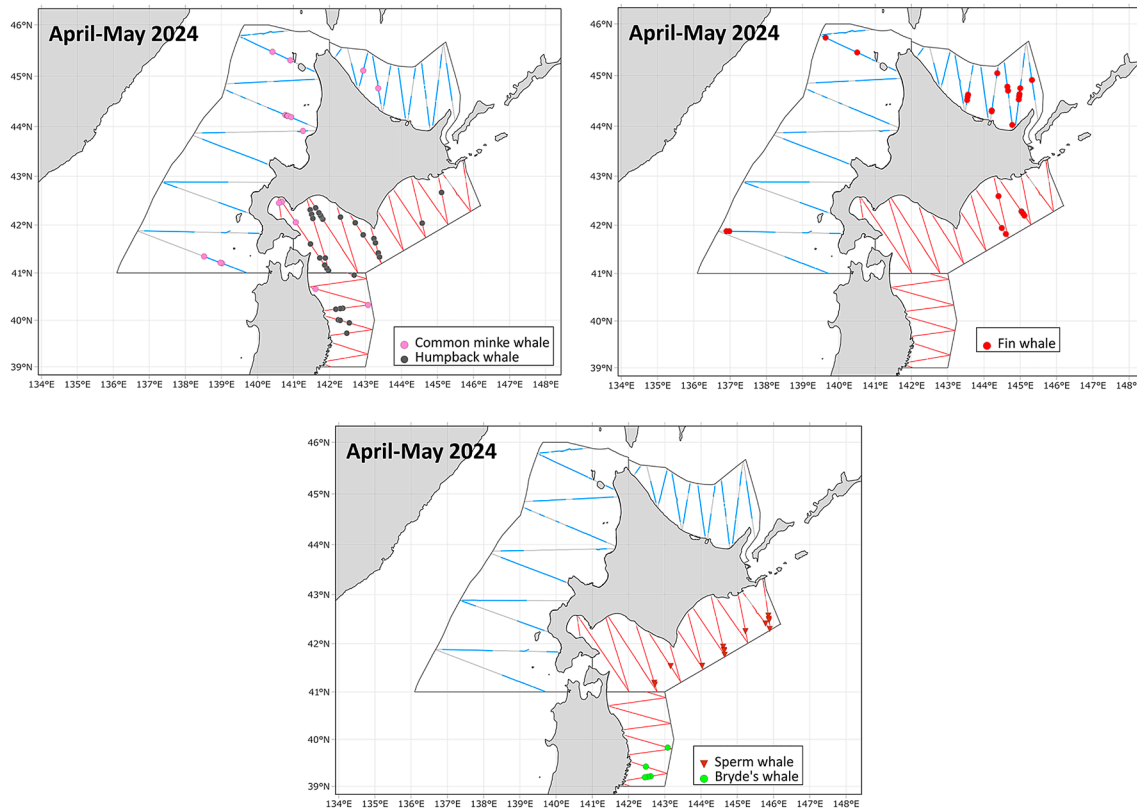 April-May 2024
46°N
45°N
44°N
43°N
42°N
41°N
40°N
39°N
134°E 135°E 136°E 137°E 138°E 139°E 140°E 141°E 142°E 143°E 144°E 145°E 146°E 147°E 148°E
Common minke whale
Humpback whale
April-May 2024
46°N
45°N
44°N
43°N
42°N
41°N
40°N
39°N
134°E 135°E 136°E 137°E 138°E 139°E 140°E 141°E 142°E 143°E 144°E 145°E 146°E 147°E 148°
Fin whale
April-May 2024
46°N
45°N
44°N
43°N
42°N
41°N
40°N
39°N
134°E 135°E 136°E 137°E 138°E 139°E 140°E 141°E 142°E 143°E 144°E 145°E 146°E 147°E 148°E
Sperm whale
Bryde's whale